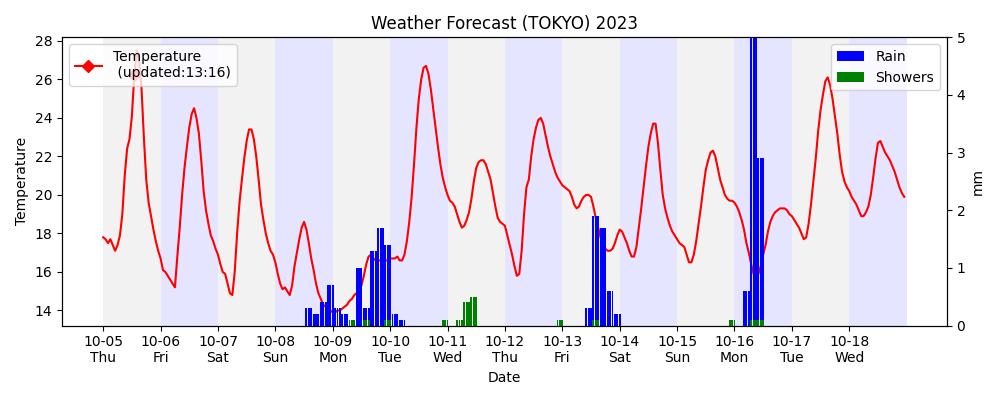 Weather Forecast (TOKYO) 2023
Temperature
(updated:13:16)
Rain
Showers
28
26
24
22
20
18
16
14
Temperature
5
4
3
2
1
0
mm
10-05 10-06 10-07 10-08 10-09 10-10 10-11 10-12 10-13 10-14 10-15 10-16 10-17 10-18
Thu Fri Sat Sun Mon Tue Wed Thu Fri Sat Sun Mon Tue Wed
Date